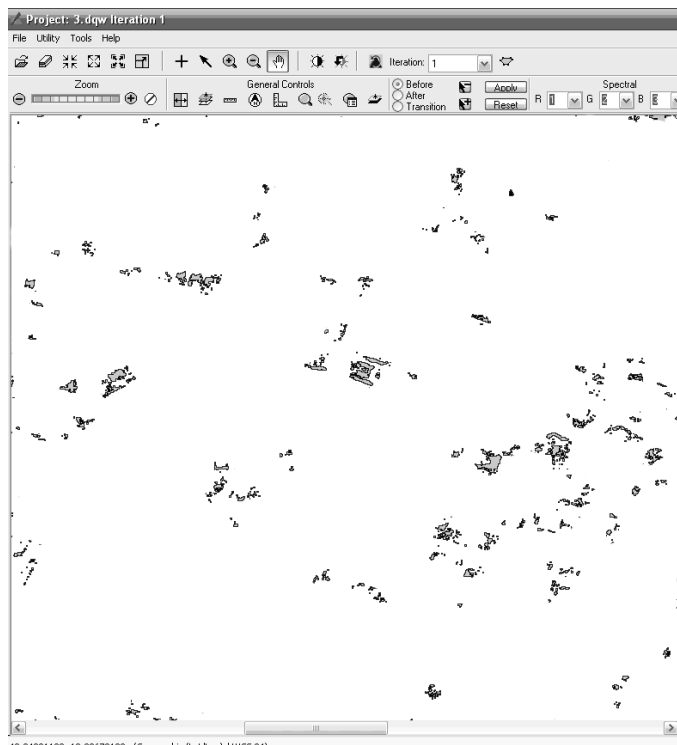 Project: 3.dqw Iteration 1
File Utility Tools Help
Iteration: 1
Zoom
General Controls
Before
After
Transition
Apply
Reset
Spectral
R G B